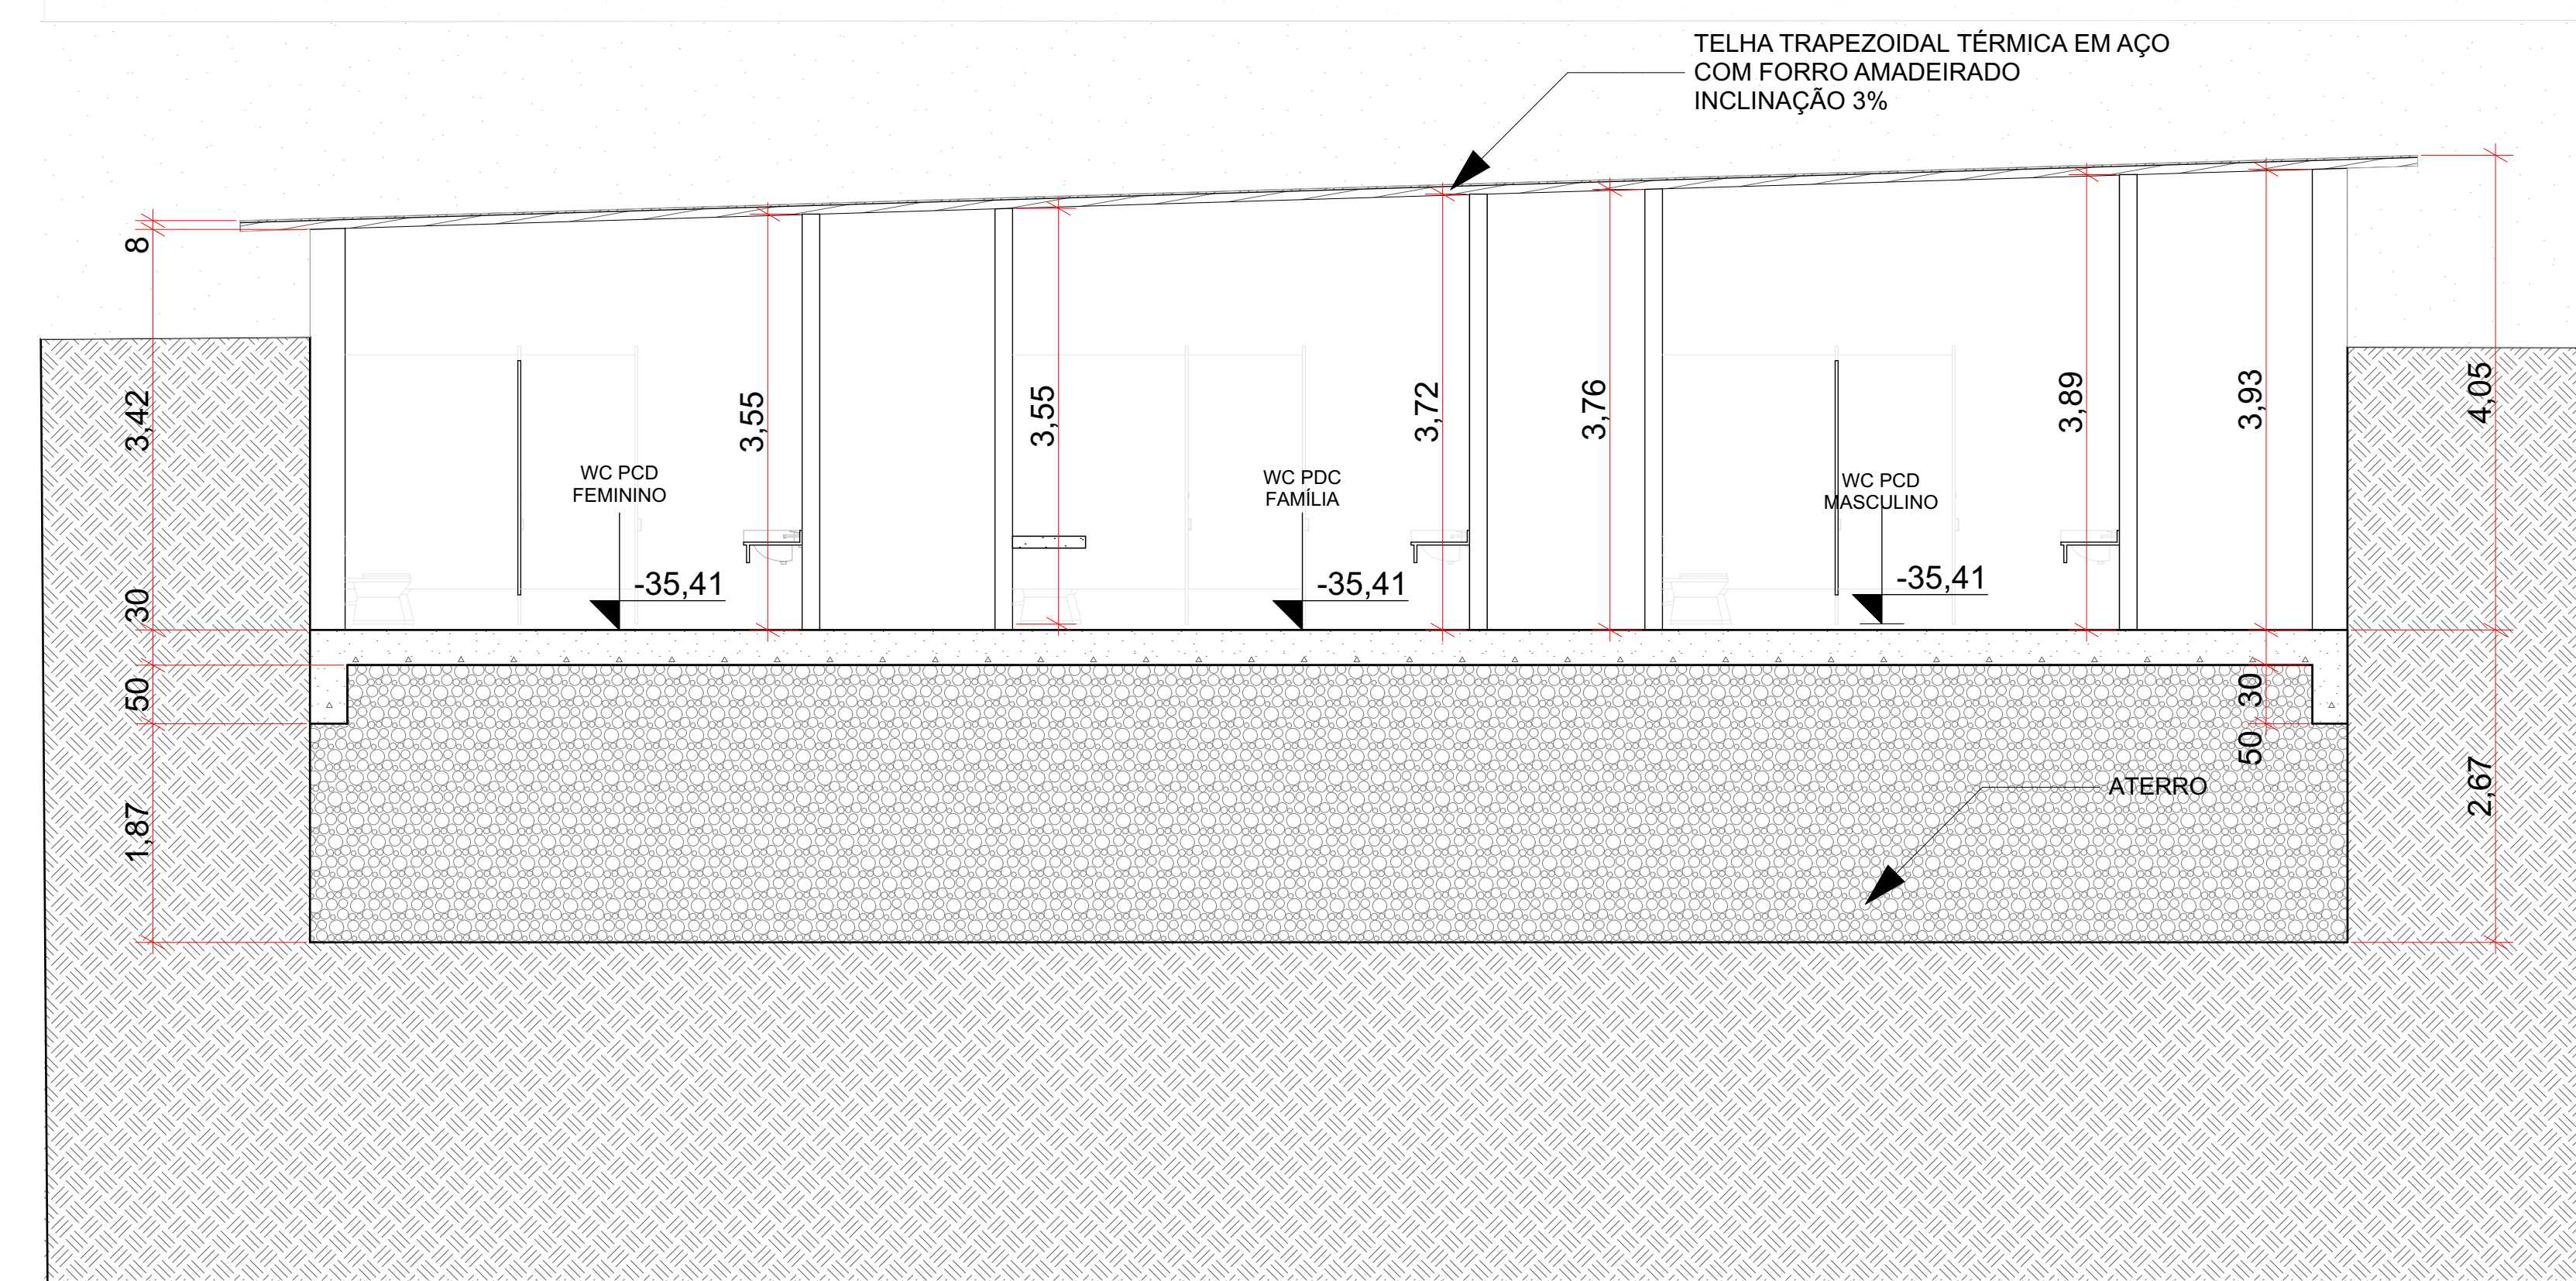 TELHA TRAPEZOIDAL TÉRMICA EM AÇO
COM FORRO AMADEIRADO
INCLINAÇÃO 3%
8
3,42
30
50
1,87
3,55
3,55
3,72
3,76
3,89
3,93
4,05
WC PCD
FEMININO
-35,41
WC PDC
FAMÍLIA
-35,41
WC PCD
MASCULINO
-35,41
30
50
2,67
ATERRO